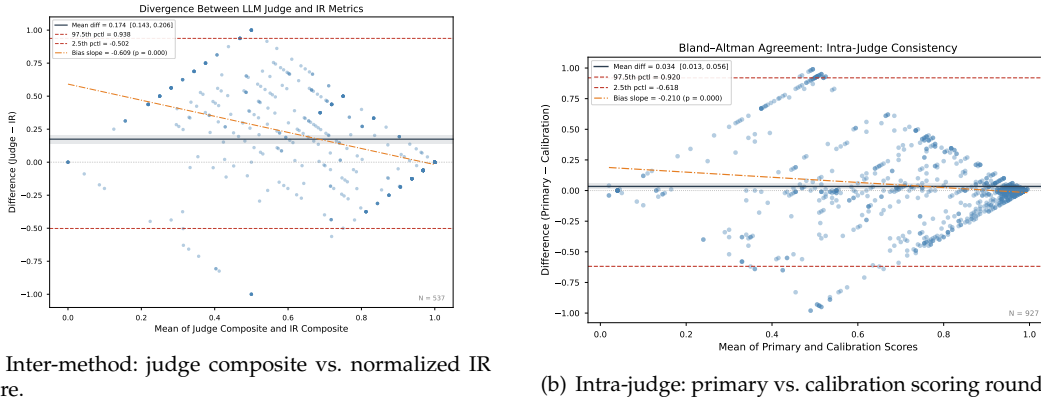 Divergence Between LLM Judge and IR Metrics
Mean diff = 0.174 [0.143, 0.206]
97.5th pctl = 0.938
2.5th pctl = -0.502
Bias slope = -0.609 (p = 0.000)
1.00
0.75
0.50
0.25
0.00
−0.25
−0.50
−0.75
−1.00
Difference (Judge − IR)
N = 537
0.0 0.2 0.4 0.6 0.8 1.0
Mean of Judge Composite and IR Composite
Inter-method: judge composite vs. normalized IR
re.
Bland–Altman Agreement: Intra-Judge Consistency
Mean diff = 0.034 [0.013, 0.056]
97.5th pctl = 0.920
2.5th pctl = -0.618
Bias slope = -0.210 (p = 0.000)
1.00
0.75
0.50
0.25
0.00
−0.25
−0.50
−0.75
−1.00
Difference (Primary − Calibration)
N = 927
0.0 0.2 0.4 0.6 0.8 1.0
Mean of Primary and Calibration Scores
(b) Intra-judge: primary vs. calibration scoring round